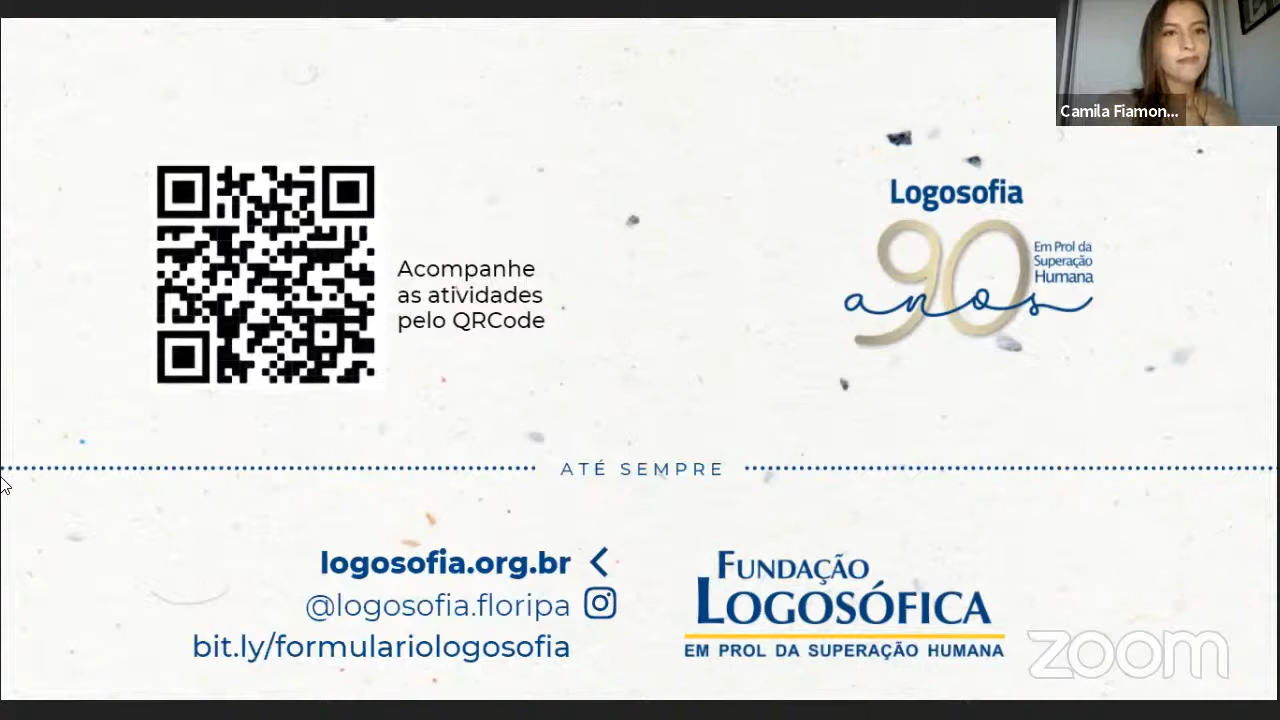 Camila Fiamon...
Logosofia
90
anos
Em Prol da
Superação
Humana
Acompanhe
as atividades
pelo QRCode
ATÉ SEMPRE
logosofia.org.br
@logosofia.floripa
bit.ly/formulariologosofia
FUNDAÇÃO
LOGOSÓFICA
EM PROL DA SUPERAÇÃO HUMANA
zoom